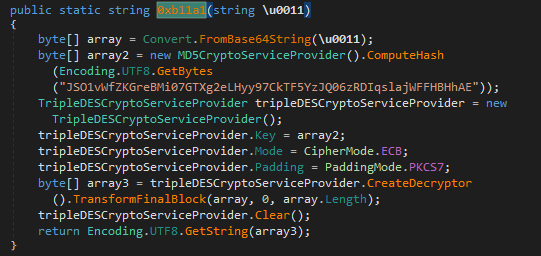 public static string 0xb11a1(string \u0011)
{
byte[] array = Convert.FromBase64String(\u0011);
byte[] array2 = new MD5CryptoServiceProvider().ComputeHash
(Encoding.UTF8.GetBytes
("JSO1vWfZKGreBMi07GTXg2eLHyy97CkTF5YzJQ06zRDIqslajWFFHBHhAE"));
TripleDESCryptoServiceProvider tripleDESCryptoServiceProvider = new
TripleDESCryptoServiceProvider();
tripleDESCryptoServiceProvider.Key = array2;
tripleDESCryptoServiceProvider.Mode = CipherMode.ECB;
tripleDESCryptoServiceProvider.Padding = PaddingMode.PKCS7;
byte[] array3 = tripleDESCryptoServiceProvider.CreateDecryptor
().TransformFinalBlock(array, 0, array.Length);
tripleDESCryptoServiceProvider.Clear();
return Encoding.UTF8.GetString(array3);
}